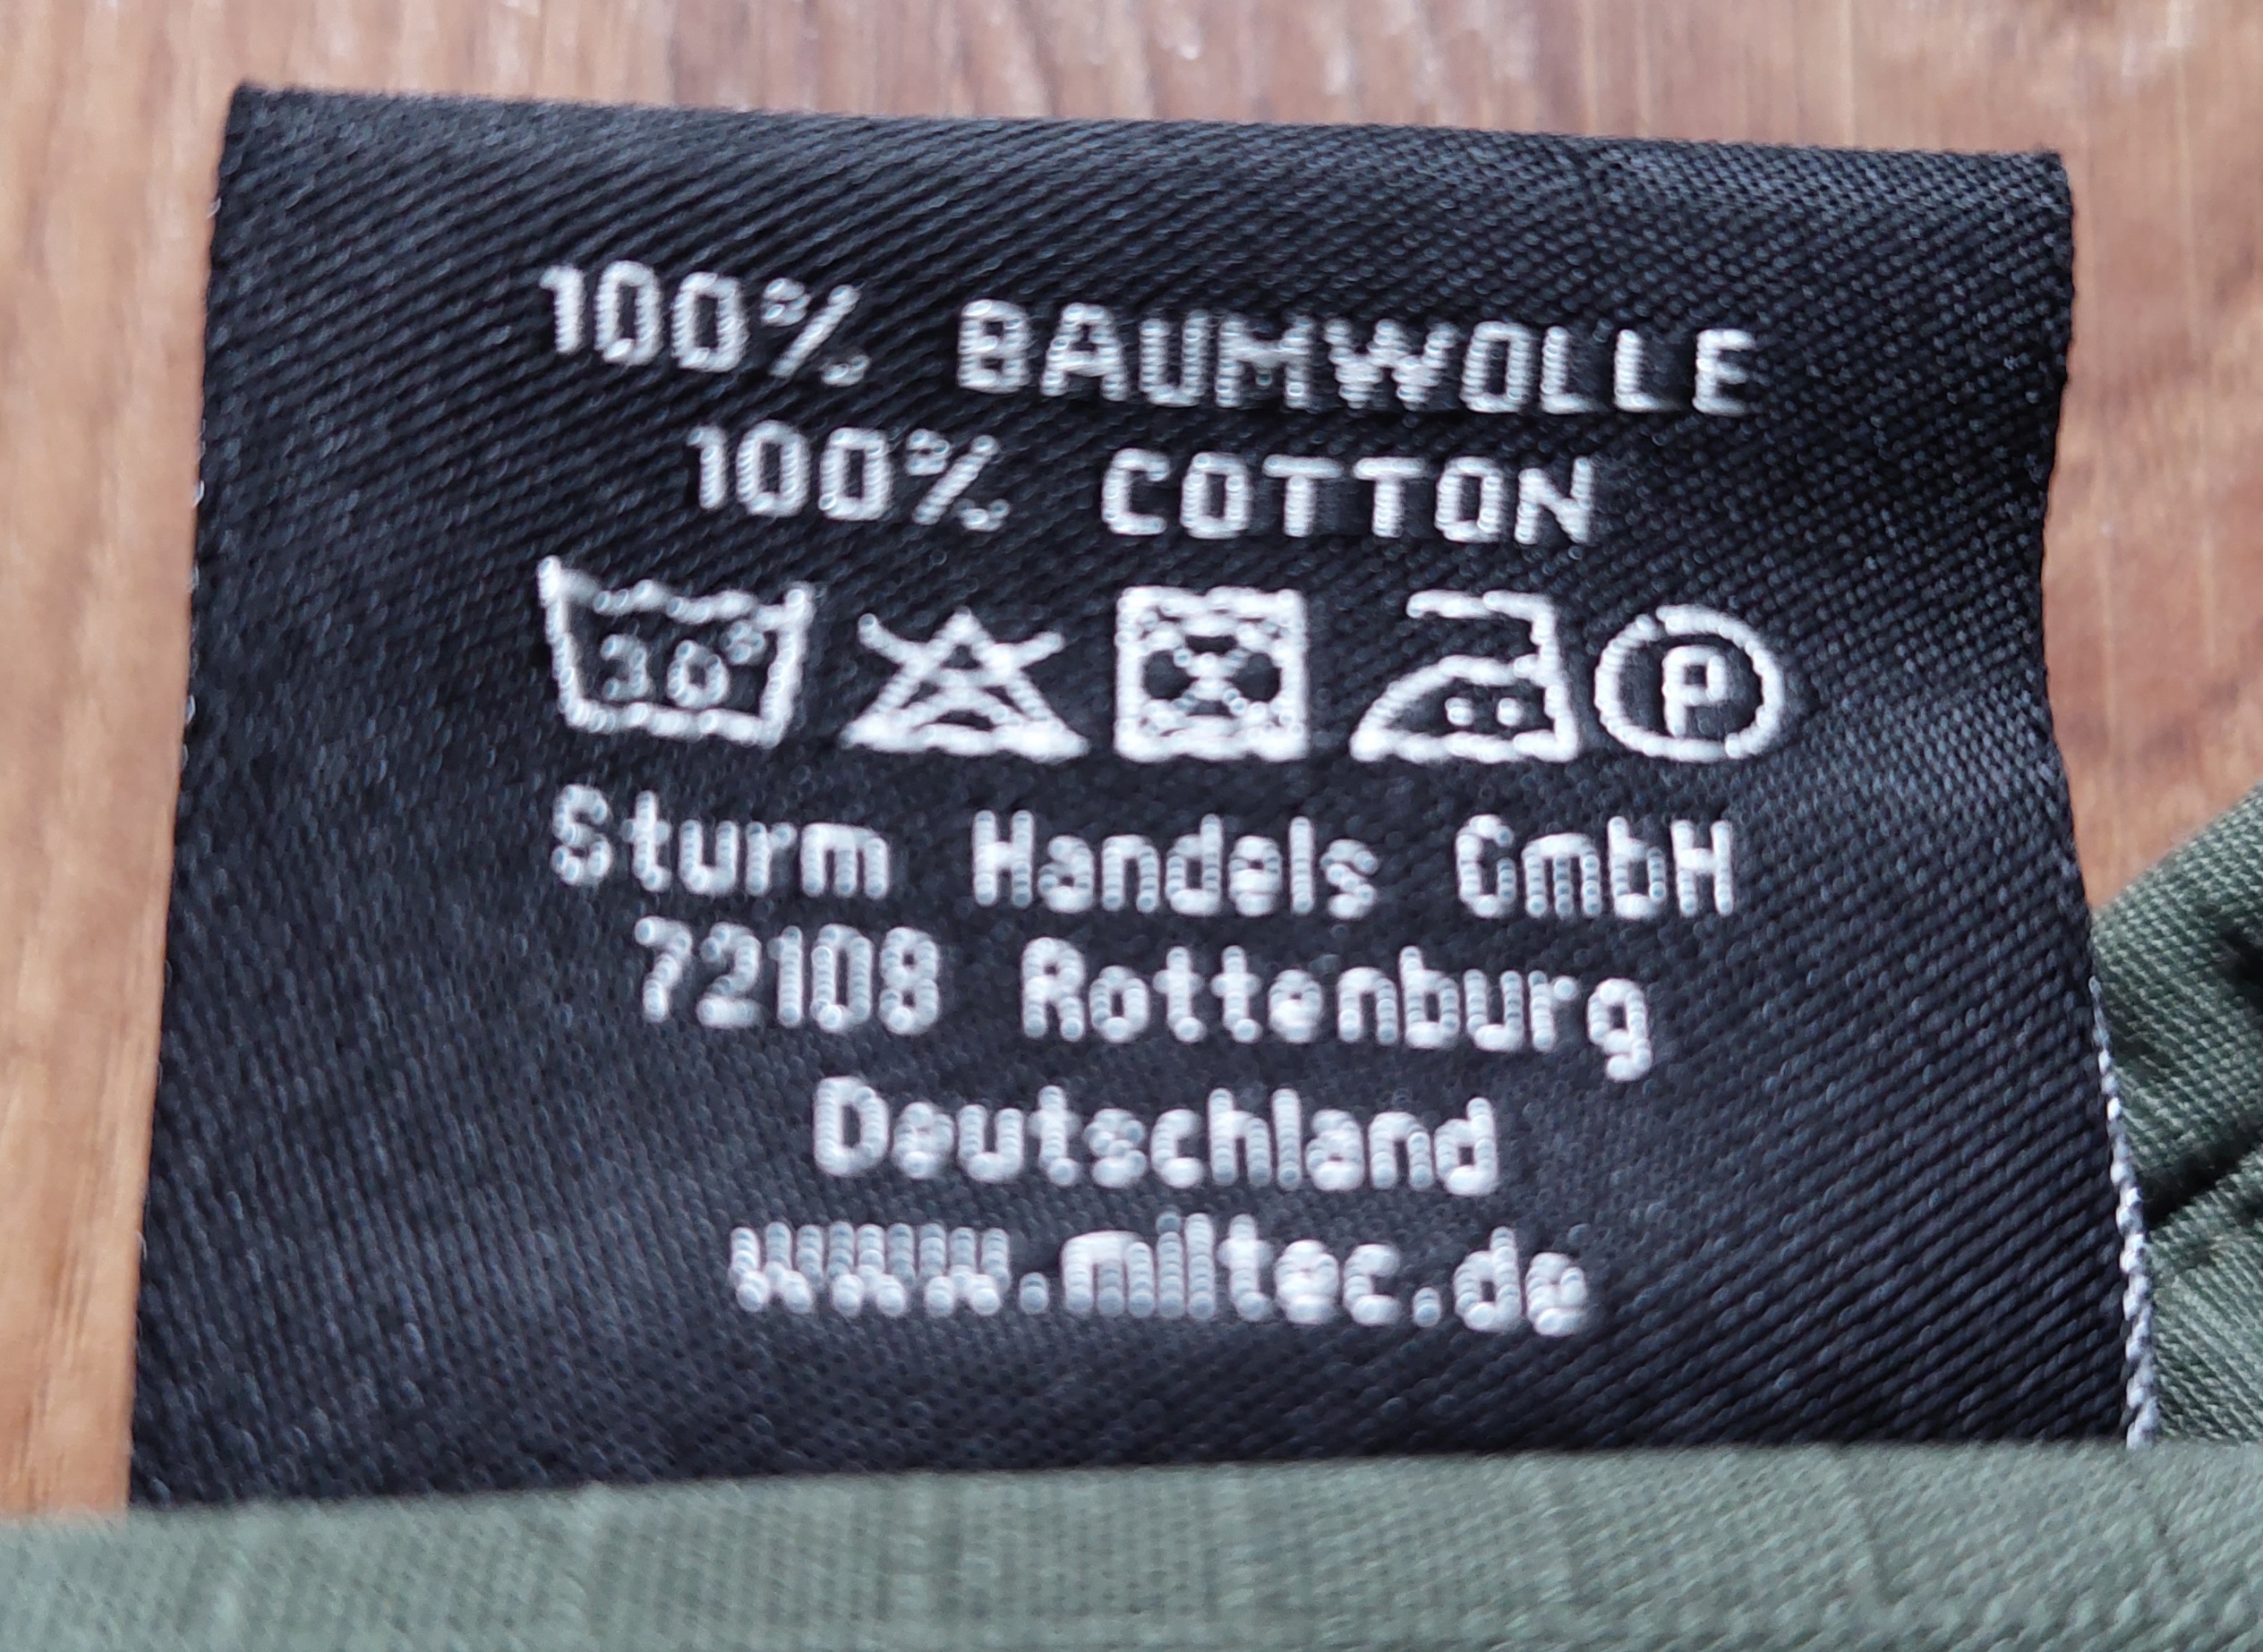 100% BAUMWOLLE
100% COTTON
30°
P
Sturm Handels GmbH
72108 Rottenburg
Deutschland
www.miltec.de